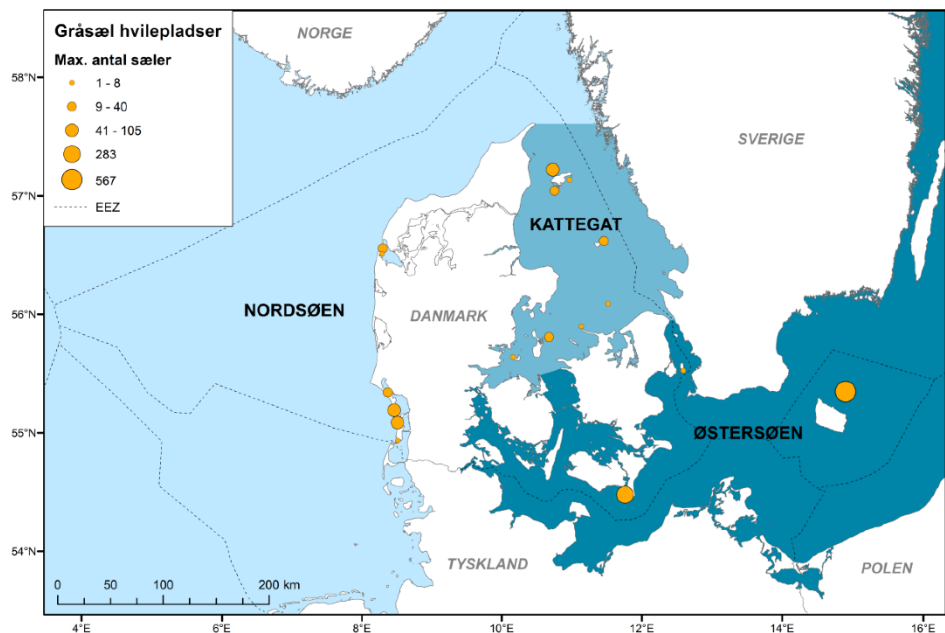 Gråsæl hvilepladser
Max. antal sæler
1 - 8
9 - 40
41 - 105
283
567
EEZ
NORGE
SVERIGE
KATTEGAT
NORDSØEN
DANMARK
ØSTERSØEN
TYSKLAND
POLEN
58°N
57°N
56°N
55°N
54°N
0 50 100 200 km
4°E 6°E 8°E 10°E 12°E 14°E 16°E